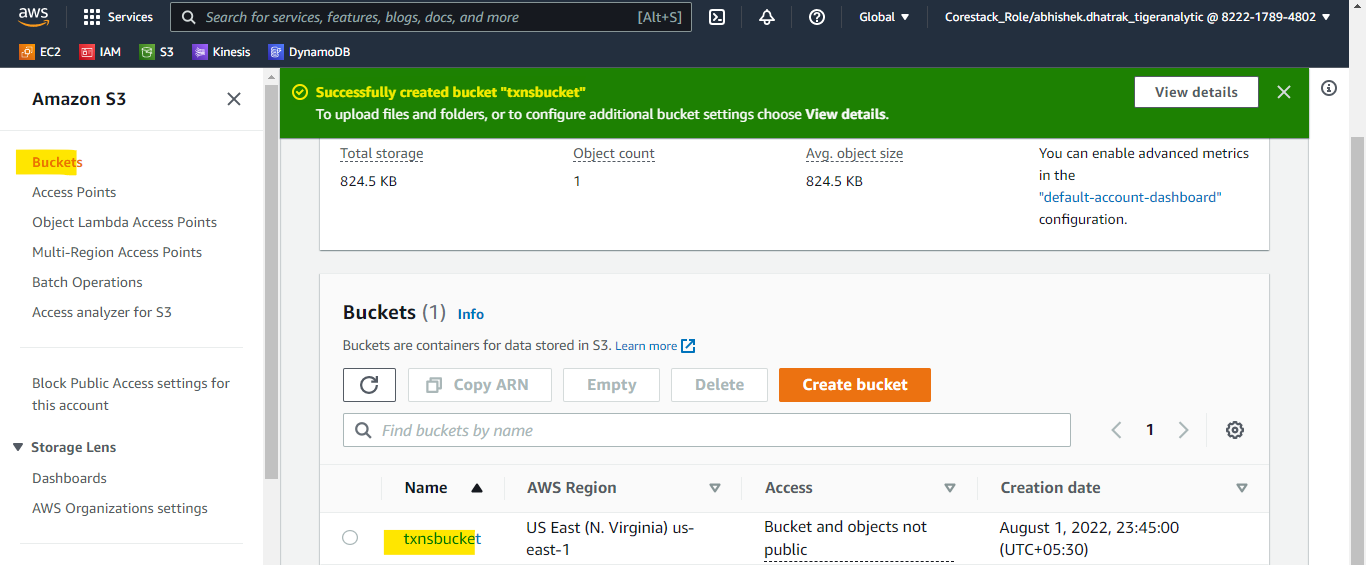 aws
Services
Search for services, features, blogs, docs, and more
[Alt+S]
Global
Corestack_Role/abhishek.dhatrak_tigeranalytic @ 8222-1789-4802
EC2
IAM
S3
Kinesis
DynamoDB
Amazon S3
Buckets
Access Points
Object Lambda Access Points
Multi-Region Access Points
Batch Operations
Access analyzer for S3
Block Public Access settings for
this account
Storage Lens
Dashboards
AWS Organizations settings
Successfully created bucket "txnsbucket"
To upload files and folders, or to configure additional bucket settings choose View details.
View details
Total storage
824.5 KB
Object count
1
Avg. object size
824.5 KB
You can enable advanced metrics
in the
"default-account-dashboard"
configuration.
Buckets (1) Info
Buckets are containers for data stored in S3. Learn more
Copy ARN
Empty
Delete
Create bucket
Find buckets by name
1
Name
AWS Region
Access
Creation date
txnsbucket
US East (N. Virginia) us-
east-1
Bucket and objects not
public
August 1, 2022, 23:45:00
(UTC+05:30)